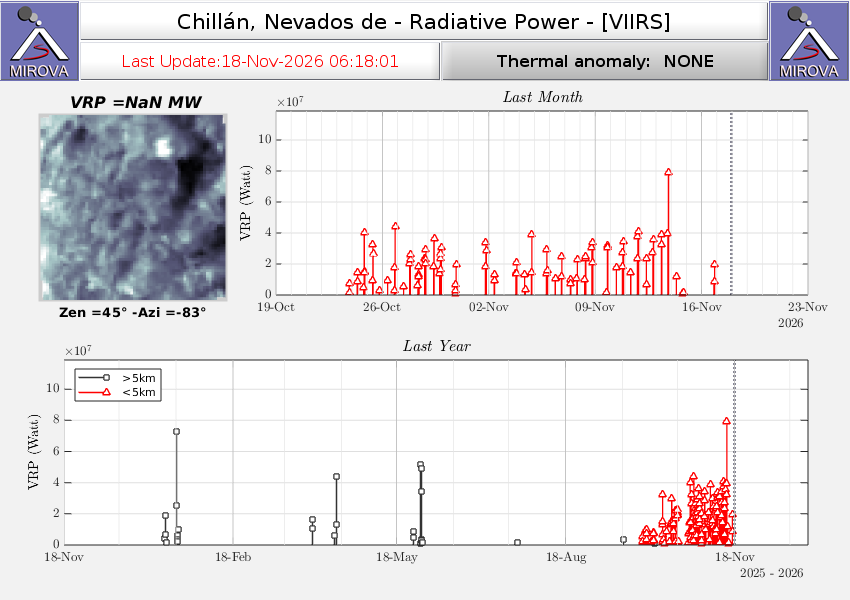 Chillán, Nevados de - Radiative Power - [VIIRS]
MIROVA
Last Update:18-Nov-2026 06:18:01
Thermal anomaly: NONE
MIROVA
VRP =NaN MW
Zen =45° -Azi =-83°
Last Month
×10⁷
VRP (Watt)
10
8
6
4
2
0
19-Oct 26-Oct 02-Nov 09-Nov 16-Nov 23-Nov
2026
Last Year
×10⁷
VRP (Watt)
>5km
<5km
10
8
6
4
2
0
18-Nov 18-Feb 18-May 18-Aug 18-Nov
2025 - 2026